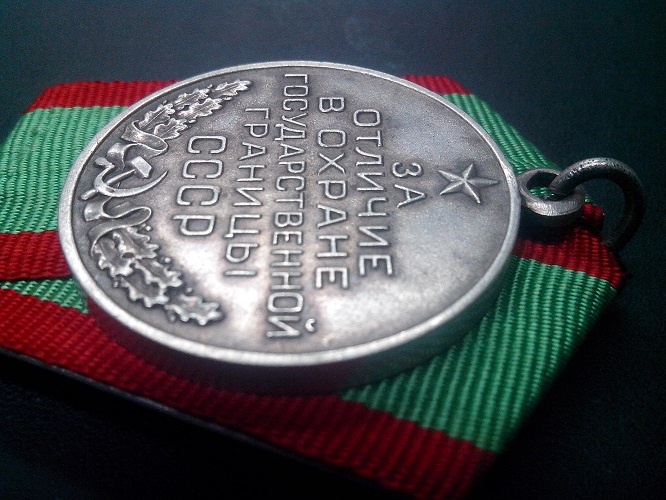 ЗА
ОТЛИЧИЕ
В ОХРАНЕ
ГОСУДАРСТВЕННОЙ
ГРАНИЦЫ
СССР